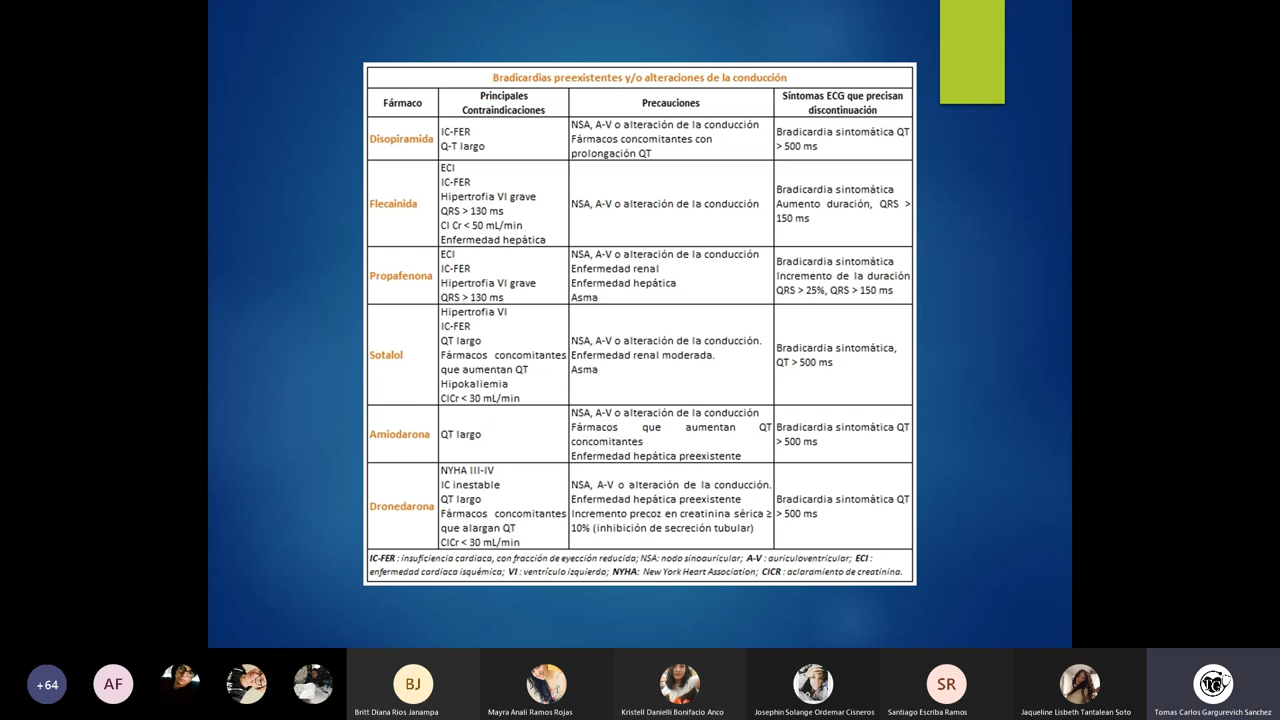 Bradicardias preexistentes y/o alteraciones de la conducción
Fármaco
Principales
Contraindicaciones
Precauciones
Síntomas ECG que precisan
discontinuación
Disopiramida
IC-FER
Q-T largo
NSA, A-V o alteración de la conducción
Fármacos concomitantes con
prolongación QT
Bradicardia sintomática QT
> 500 ms
Flecainida
ECI
IC-FER
Hipertrofia VI grave
QRS > 130 ms
Cl Cr < 50 mL/min
Enfermedad hepática
NSA, A-V o alteración de la conducción
Bradicardia sintomática
Aumento duración, QRS >
150 ms
Propafenona
ECI
IC-FER
Hipertrofia VI grave
QRS > 130 ms
NSA, A-V o alteración de la conducción
Enfermedad renal
Enfermedad hepática
Asma
Bradicardia sintomática
Incremento de la duración
QRS > 25%, QRS > 150 ms
Sotalol
Hipertrofia VI
IC-FER
QT largo
Fármacos concomitantes
que aumentan QT
Hipokaliemia
ClCr < 30 mL/min
NSA, A-V o alteración de la conducción.
Enfermedad renal moderada.
Asma
Bradicardia sintomática,
QT > 500 ms
Amiodarona
QT largo
NSA, A-V o alteración de la conducción
Fármacos que aumentan QT
concomitantes
Enfermedad hepática preexistente
Bradicardia sintomática QT
> 500 ms
Dronedarona
NYHA III-IV
IC inestable
QT largo
Fármacos concomitantes
que alargan QT
ClCr < 30 mL/min
NSA, A-V o alteración de la conducción.
Enfermedad hepática preexistente
Incremento precoz en creatinina sérica ≥
10% (inhibición de secreción tubular)
Bradicardia sintomática QT
> 500 ms
IC-FER : insuficiencia cardiaca, con fracción de eyección reducida; NSA: nodo sinoauricular; A-V : auriculoventricular; ECI :
enfermedad cardiaca isquémica; VI : ventrículo izquierdo; NYHA: New York Heart Association; CICR : aclaramiento de creatinina.
+64
AF
BJ
SR
Britt Diana Rios Janampa
Mayra Anali Ramos Rojas
Kristell Danielli Bonifacio Anco
Josephin Solange Ordemar Cisneros
Santiago Escriba Ramos
Jaqueline Lisbeth Tantalean Soto
Tomas Carlos Gargurevich Sanchez